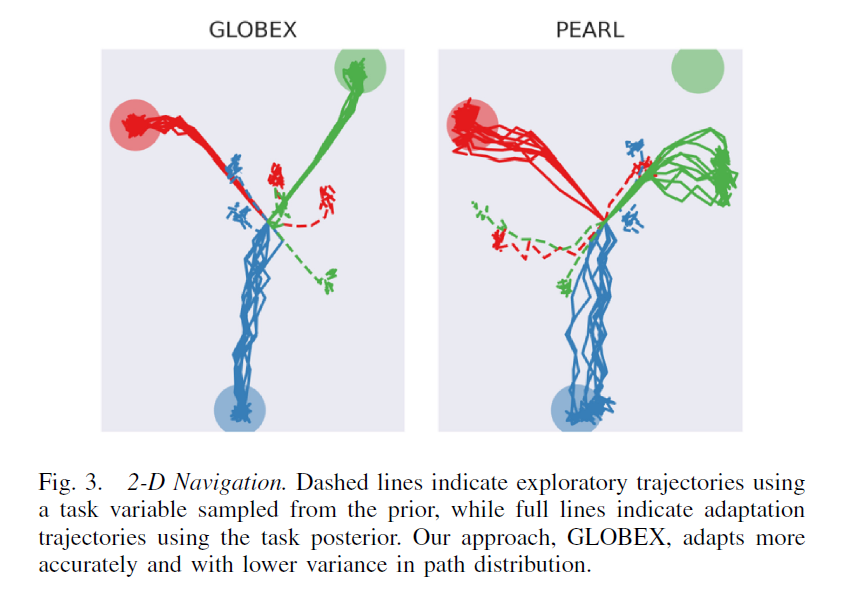 GLOBEX
PEARL
Fig. 3. 2-D Navigation. Dashed lines indicate exploratory trajectories using
a task variable sampled from the prior, while full lines indicate adaptation
trajectories using the task posterior. Our approach, GLOBEX, adapts more
accurately and with lower variance in path distribution.